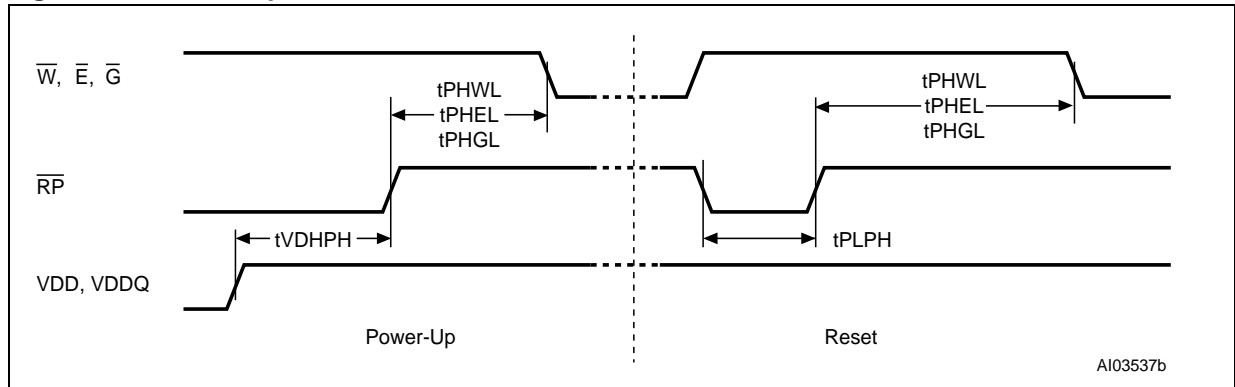 W, E, G
tPHWL
tPHEL
tPHGL
tPHWL
tPHEL
tPHGL
RP
tVDHPH
tPLPH
VDD, VDDQ
Power-Up
Reset
AI03537b